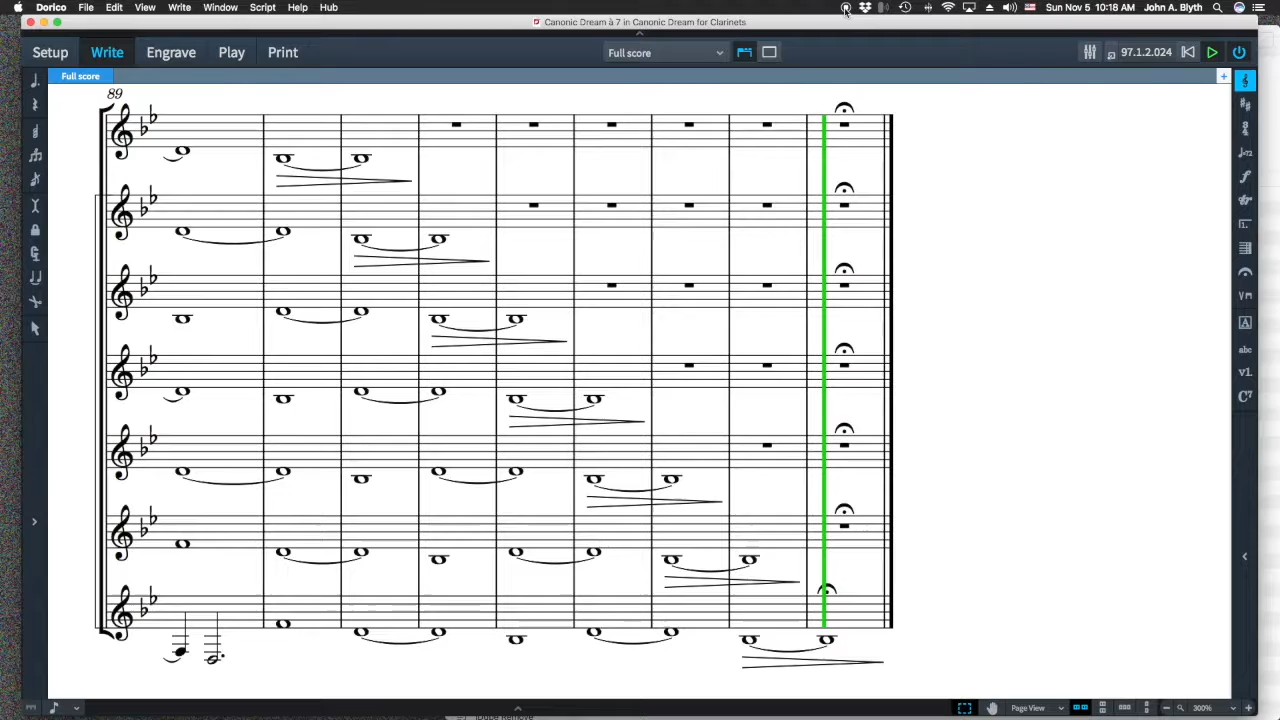 Dorico File Edit View Write Window Script Help Hub Sun Nov 5 10:18 AM John A. Blyth
Canonic Dream à 7 in Canonic Dream for Clarinets
Setup Write Engrave Play Print Full score 97.1.2.024
Full score
89
Page View 300%